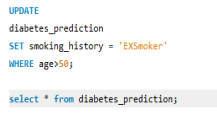 UPDATE
diabetes_prediction
SET smoking_history = 'EXSmoker'
WHERE age>50;
select * from diabetes_prediction;